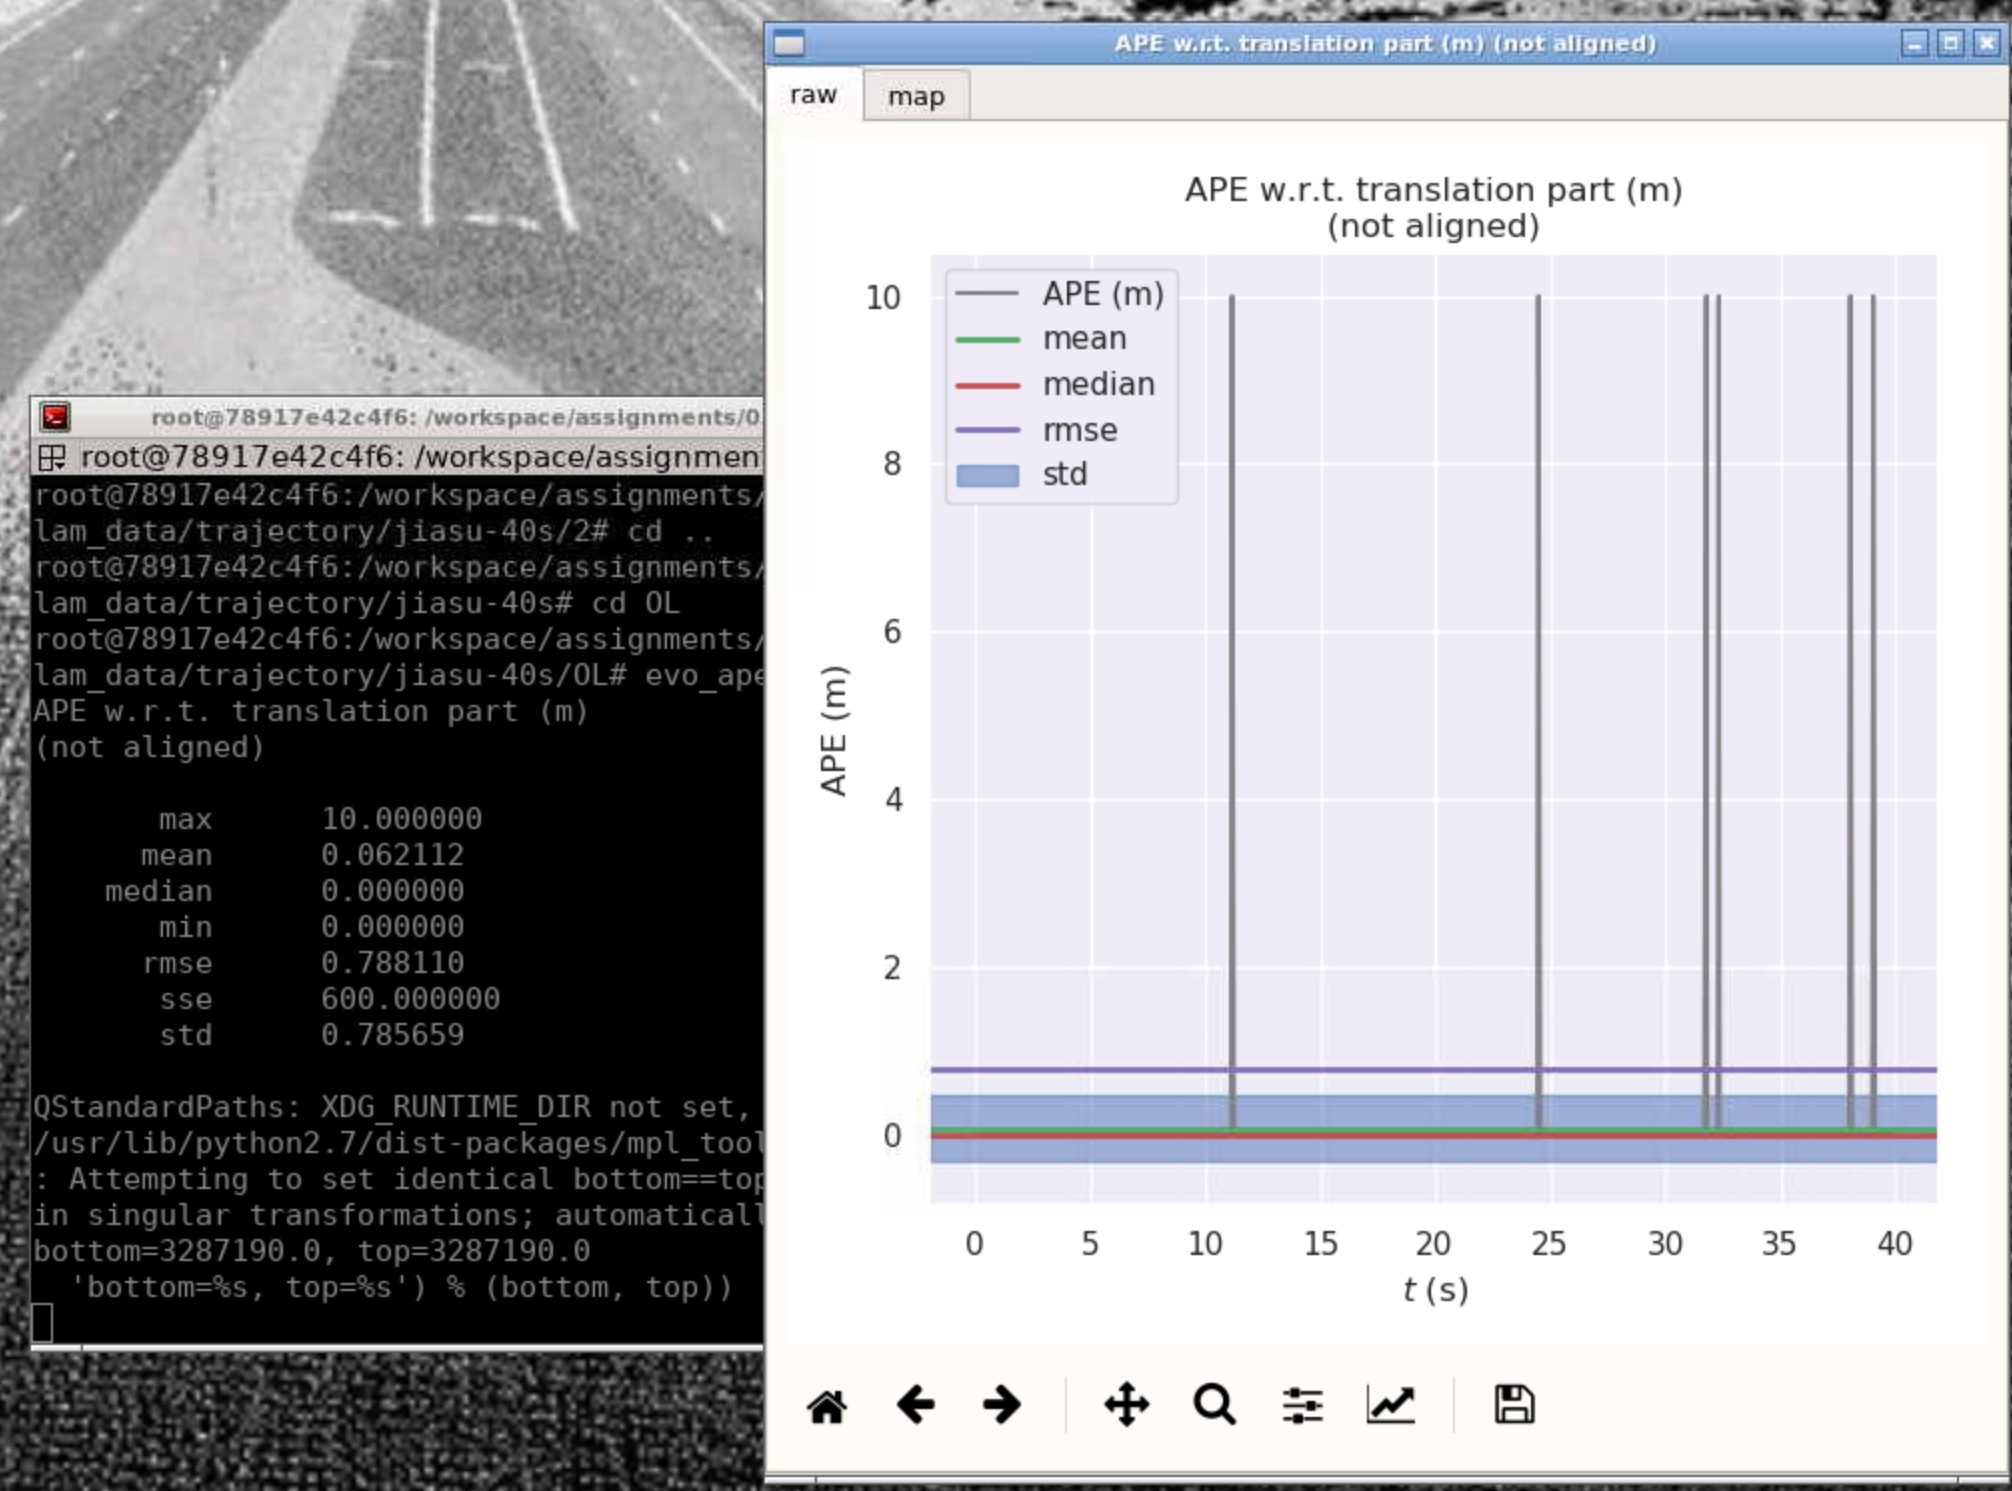 root@78917e42c4f6: /workspace/assignments/0
root@78917e42c4f6: /workspace/assignmen
root@78917e42c4f6:/workspace/assignments/
lam_data/trajectory/jiasu-40s/2# cd ..
root@78917e42c4f6:/workspace/assignments/
lam_data/trajectory/jiasu-40s# cd OL
root@78917e42c4f6:/workspace/assignments/
lam_data/trajectory/jiasu-40s/OL# evo_ape
APE w.r.t. translation part (m)
(not aligned)
max 10.000000
mean 0.062112
median 0.000000
min 0.000000
rmse 0.788110
sse 600.000000
std 0.785659
QStandardPaths: XDG_RUNTIME_DIR not set,
/usr/lib/python2.7/dist-packages/mpl_tool
: Attempting to set identical bottom==top
in singular transformations; automaticall
bottom=3287190.0, top=3287190.0
'bottom=%s, top=%s') % (bottom, top))
APE w.r.t. translation part (m) (not aligned)
raw map
APE w.r.t. translation part (m)
(not aligned)
APE (m)
mean
median
rmse
std
10
8
6
4
2
0
APE (m)
0 5 10 15 20 25 30 35 40
t (s)